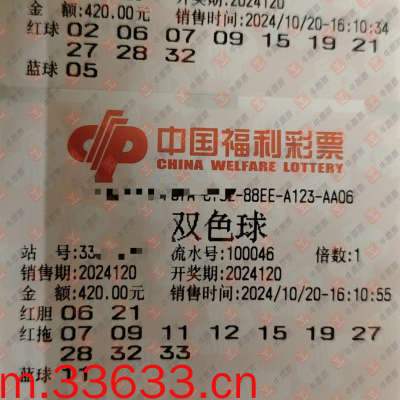 金 额:420.00元 销售时间:2024/10/20-16:10:34
红球 02 06 07 09 15 19 21
27 28 32
蓝球 05
中国福利彩票
CHINA WELFARE LOTTERY
-88EE-A123-AA06
双色球
站 号:33 流水号:100046 倍数:1
销售期:2024120 开奖期:2024120
金 额:420.00元 销售时间:2024/10/20-16:10:55
红胆 06 21
红拖 07 09 11 12 15 19 27
28 32 33
蓝球 11
m.33633.cn